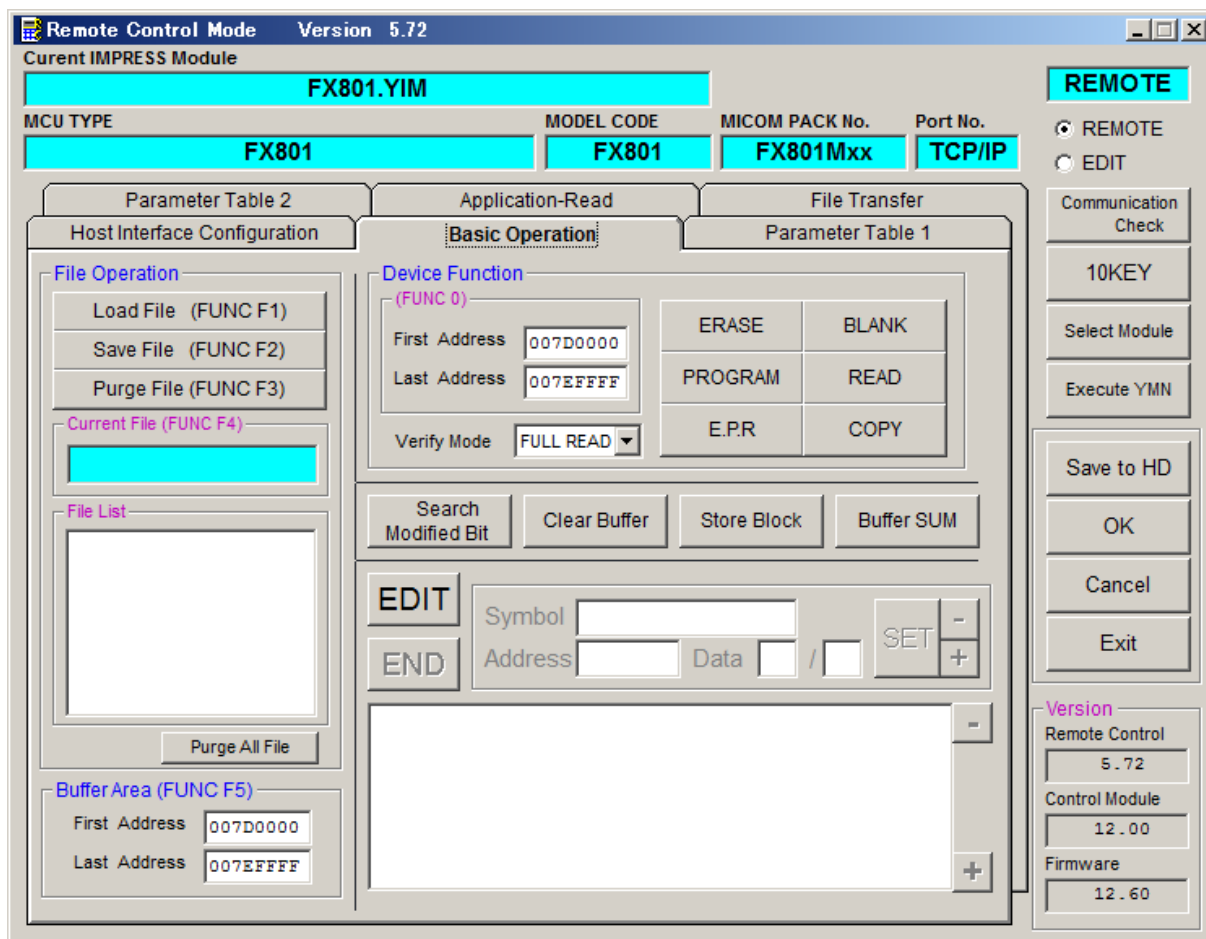 Remote Control Mode Version 5.72
Curent IMPRESS Module
FX801.YIM
REMOTE
MCU TYPE
MODEL CODE
MICOM PACK No.
Port No.
FX801
FX801
FX801Mxx
TCP/IP
REMOTE
EDIT
Parameter Table 2
Application-Read
File Transfer
Host Interface Configuration
Basic Operation
Parameter Table 1
File Operation
Load File (FUNC F1)
Save File (FUNC F2)
Purge File (FUNC F3)
Current File (FUNC F4)
File List
Purge All File
Buffer Area (FUNC F5)
First Address 007D0000
Last Address 007EFFFF
Device Function
(FUNC 0)
First Address 007D0000
Last Address 007EFFFF
Verify Mode FULL READ
ERASE
BLANK
PROGRAM
READ
E.P.R
COPY
Search
Modified Bit
Clear Buffer
Store Block
Buffer SUM
EDIT
END
Symbol
Address
Data /
SET
-
+
-
+
Communication
Check
10KEY
Select Module
Execute YMN
Save to HD
OK
Cancel
Exit
Version
Remote Control
5.72
Control Module
12.00
Firmware
12.60